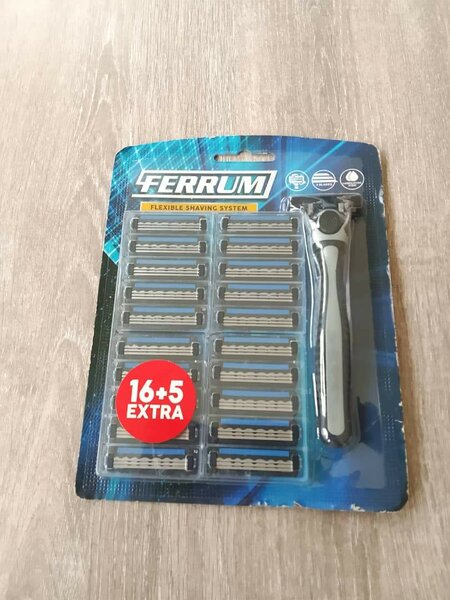 FERRUM
FLEXIBLE SHAVING SYSTEM
16+5
EXTRA